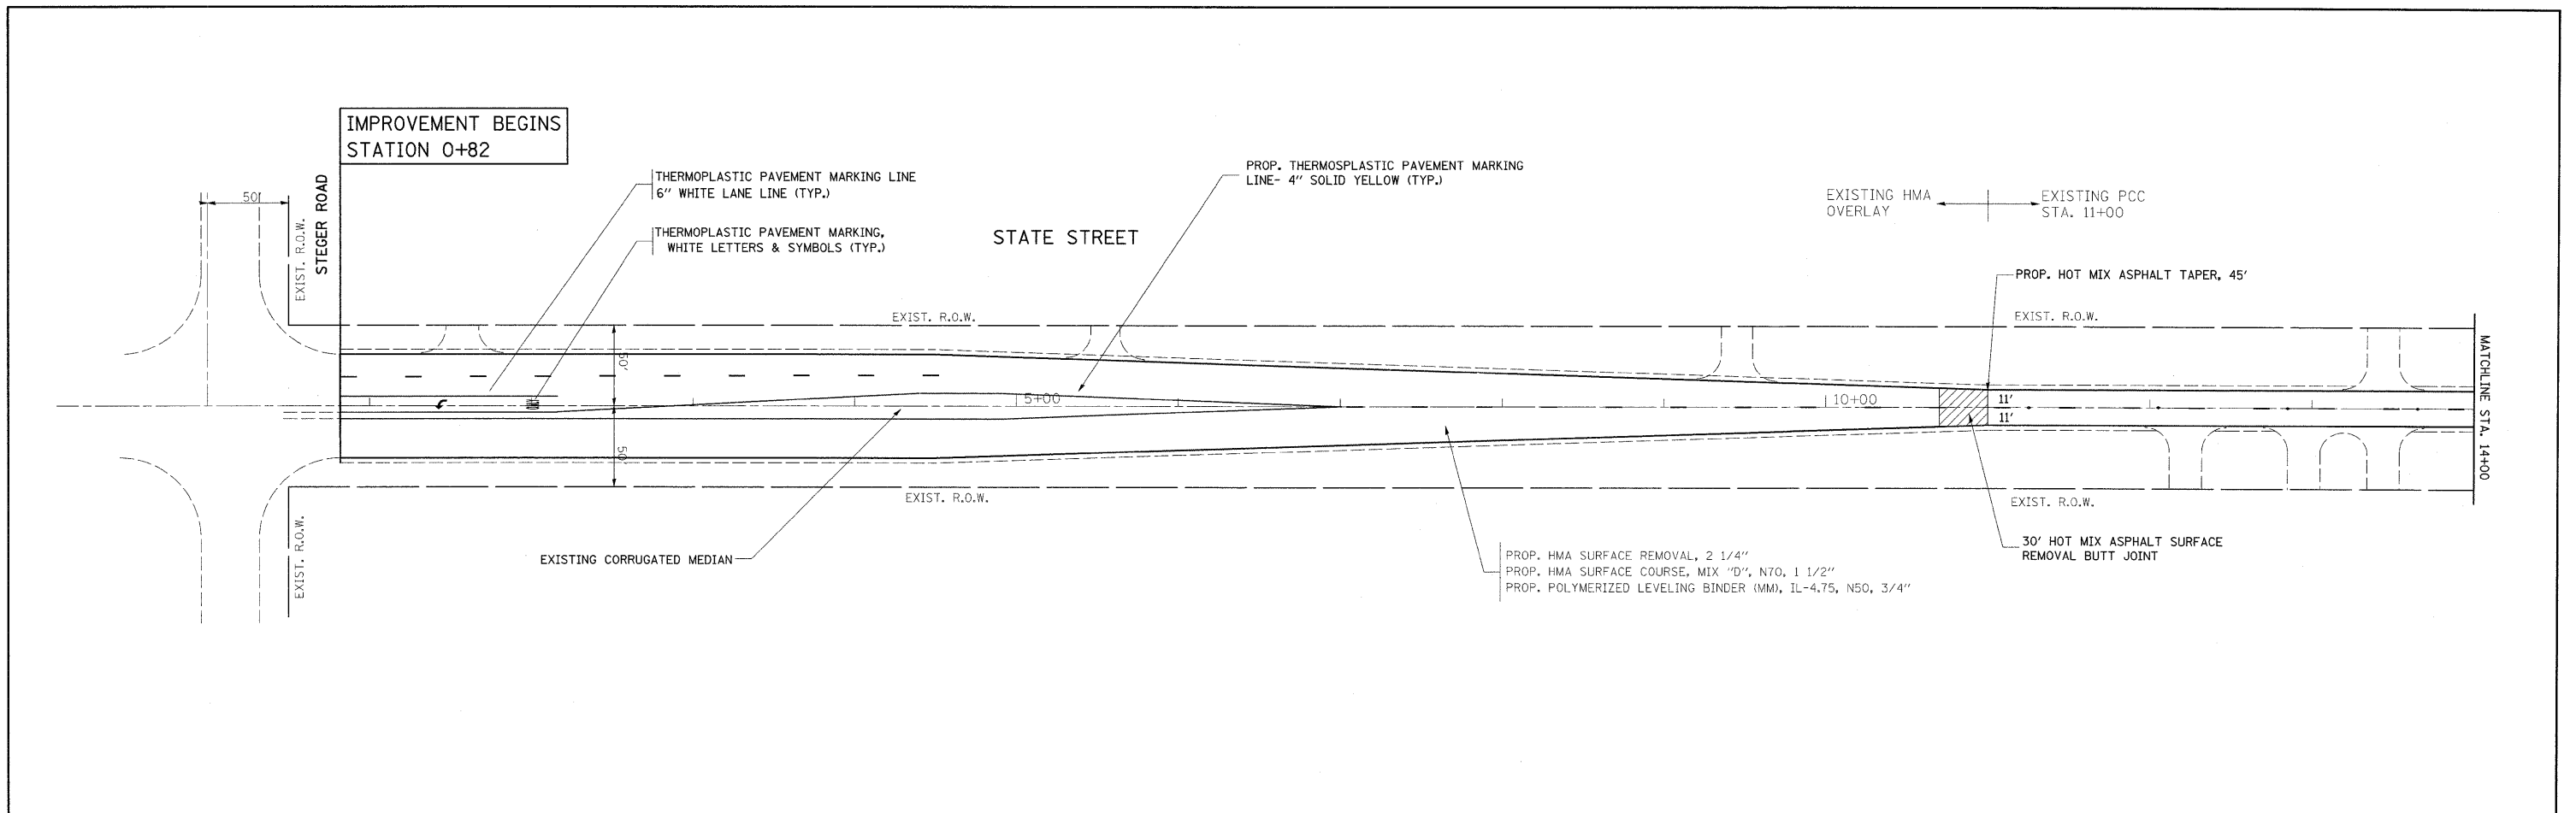 IMPROVEMENT BEGINS
STATION 0+82
THERMOPLASTIC PAVEMENT MARKING LINE
6" WHITE LANE LINE (TYP.)
THERMOPLASTIC PAVEMENT MARKING,
WHITE LETTERS & SYMBOLS (TYP.)
STATE STREET
PROP. THERMOSPLASTIC PAVEMENT MARKING
LINE- 4" SOLID YELLOW (TYP.)
EXISTING HMA
OVERLAY
EXISTING PCC
STA. 11+00
PROP. HOT MIX ASPHALT TAPER, 45'
50'
EXIST. R.O.W.
STEGER ROAD
EXIST. R.O.W.
EXIST. R.O.W.
50'
50'
5+00
10+00
11'
11'
MATCHLINE STA. 14+00
EXIST. R.O.W.
EXIST. R.O.W.
EXIST. R.O.W.
EXISTING CORRUGATED MEDIAN
PROP. HMA SURFACE REMOVAL, 2 1/4"
PROP. HMA SURFACE COURSE, MIX "D", N70, 1 1/2"
PROP. POLYMERIZED LEVELING BINDER (MM), IL-4.75, N50, 3/4"
30' HOT MIX ASPHALT SURFACE
REMOVAL BUTT JOINT